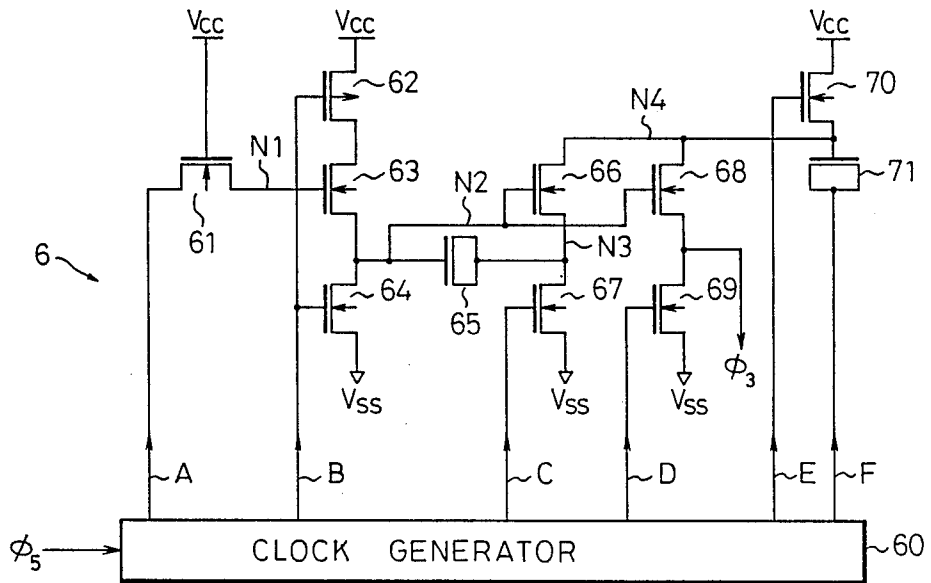 VCC VCC VCC
62 70
N4
N1 63 66 68 71
61 N2
N3
6 64 65 67 69
VSS VSS VSS ϕ3
A B C D E F
ϕ5 CLOCK GENERATOR 60